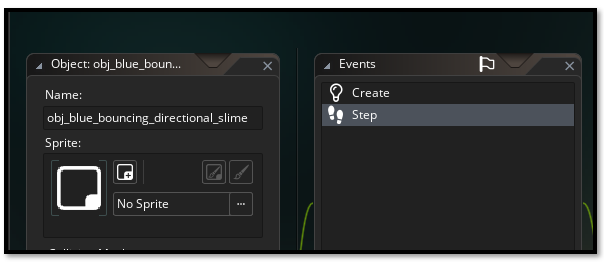 Object: obj_blue_boun...
Name:
obj_blue_bouncing_directional_slime
Sprite:
No Sprite
...
Events
Create
Step